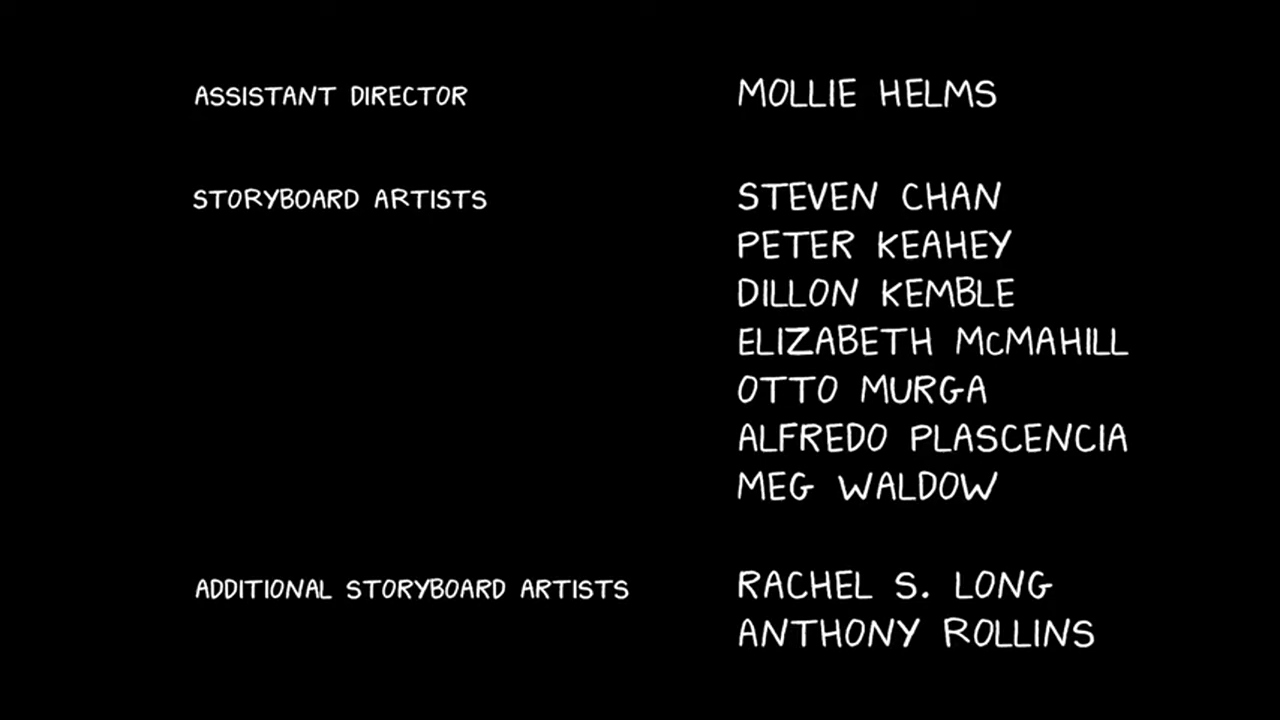 ASSISTANT DIRECTOR MOLLIE HELMS
STORYBOARD ARTISTS STEVEN CHAN
PETER KEAHEY
DILLON KEMBLE
ELIZABETH McMAHILL
OTTO MURGA
ALFREDO PLASCENCIA
MEG WALDOW
ADDITIONAL STORYBOARD ARTISTS RACHEL S. LONG
ANTHONY ROLLINS